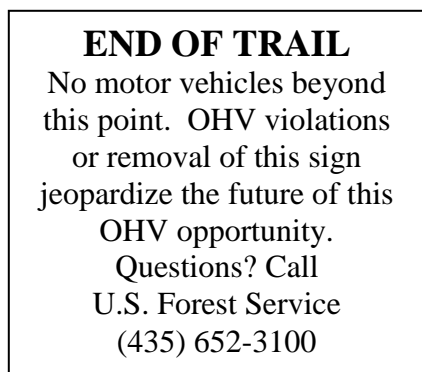 END OF TRAIL
No motor vehicles beyond
this point.  OHV violations
or removal of this sign
jeopardize the future of this
OHV opportunity.
Questions? Call
U.S. Forest Service
(435) 652-3100